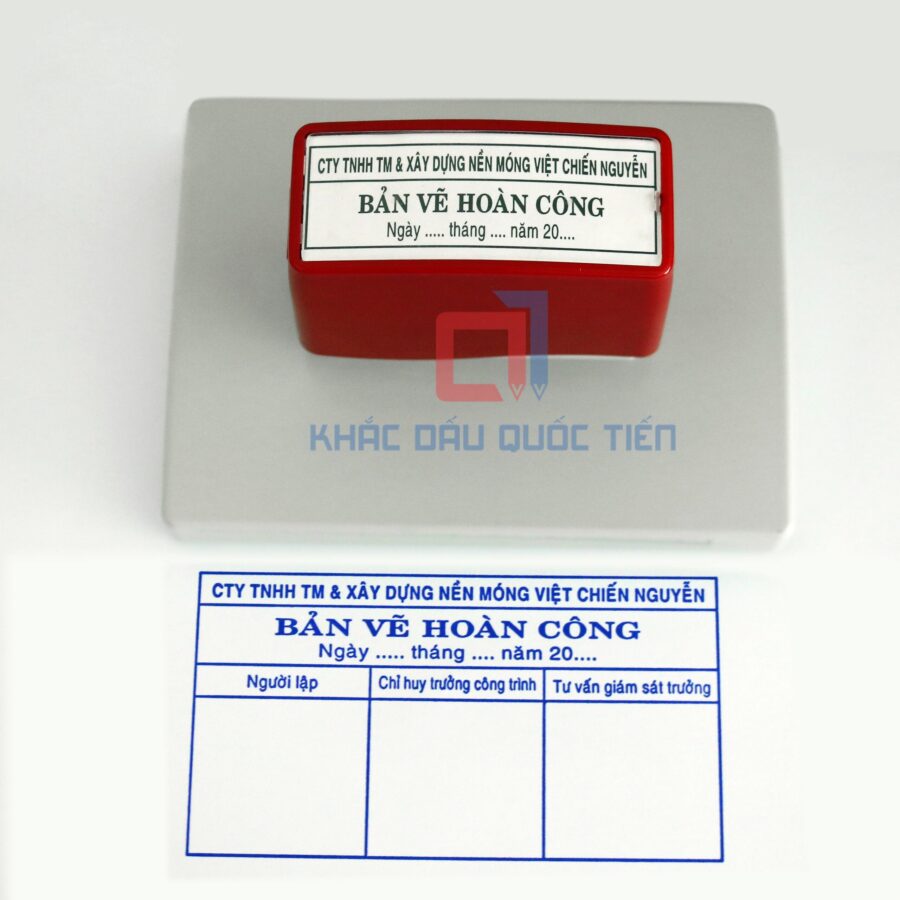 CTY TNHH TM & XÂY DỰNG NỀN MÓNG VIỆT CHIẾN NGUYỄN
BẢN VẼ HOÀN CÔNG
Ngày ..... tháng .... năm 20....
KHẮC DẤU QUỐC TIẾN
CTY TNHH TM & XÂY DỰNG NỀN MÓNG VIỆT CHIẾN NGUYỄN
BẢN VẼ HOÀN CÔNG
Ngày ..... tháng .... năm 20....
Người lập Chỉ huy trưởng công trình Tư vấn giám sát trưởng